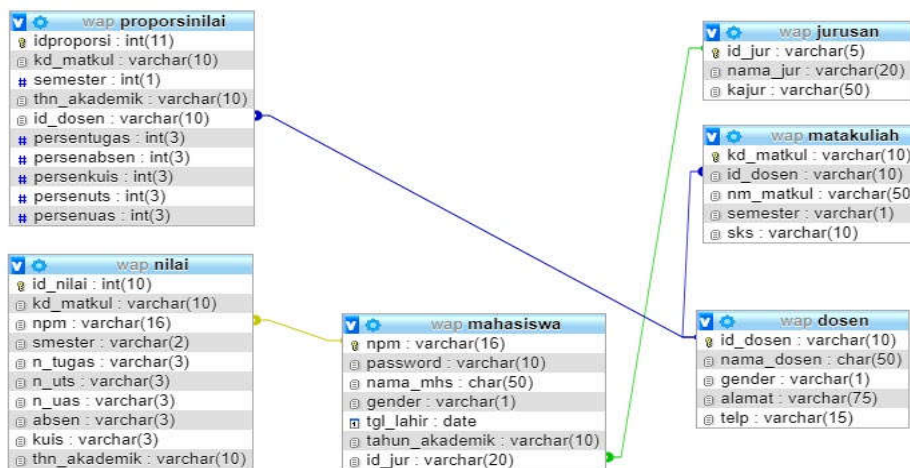 wap proporsinilai
idproporsi : int(11)
kd_matkul : varchar(10)
# semester : int(1)
thn_akademik : varchar(10)
id_dosen : varchar(10)
# persentugas : int(3)
# persenabsen : int(3)
# persenkuis : int(3)
# persenuts : int(3)
# persenuas : int(3)
wap nilai
id_nilai : int(10)
kd_matkul : varchar(10)
npm : varchar(16)
smester : varchar(2)
n_tugas : varchar(3)
n_uts : varchar(3)
n_uas : varchar(3)
absen : varchar(3)
kuis : varchar(3)
thn_akademik : varchar(10)
wap mahasiswa
npm : varchar(16)
password : varchar(10)
nama_mhs : char(50)
gender : varchar(1)
tgl_lahir : date
tahun_akademik : varchar(10)
id_jur : varchar(20)
wap jurusan
id_jur : varchar(5)
nama_jur : varchar(20)
kajur : varchar(50)
wap matakuliah
kd_matkul : varchar(10)
id_dosen : varchar(10)
nm_matkul : varchar(50
semester : varchar(1)
sks : varchar(10)
wap dosen
id_dosen : varchar(10)
nama_dosen : char(50)
gender : varchar(1)
alamat : varchar(75)
telp : varchar(15)